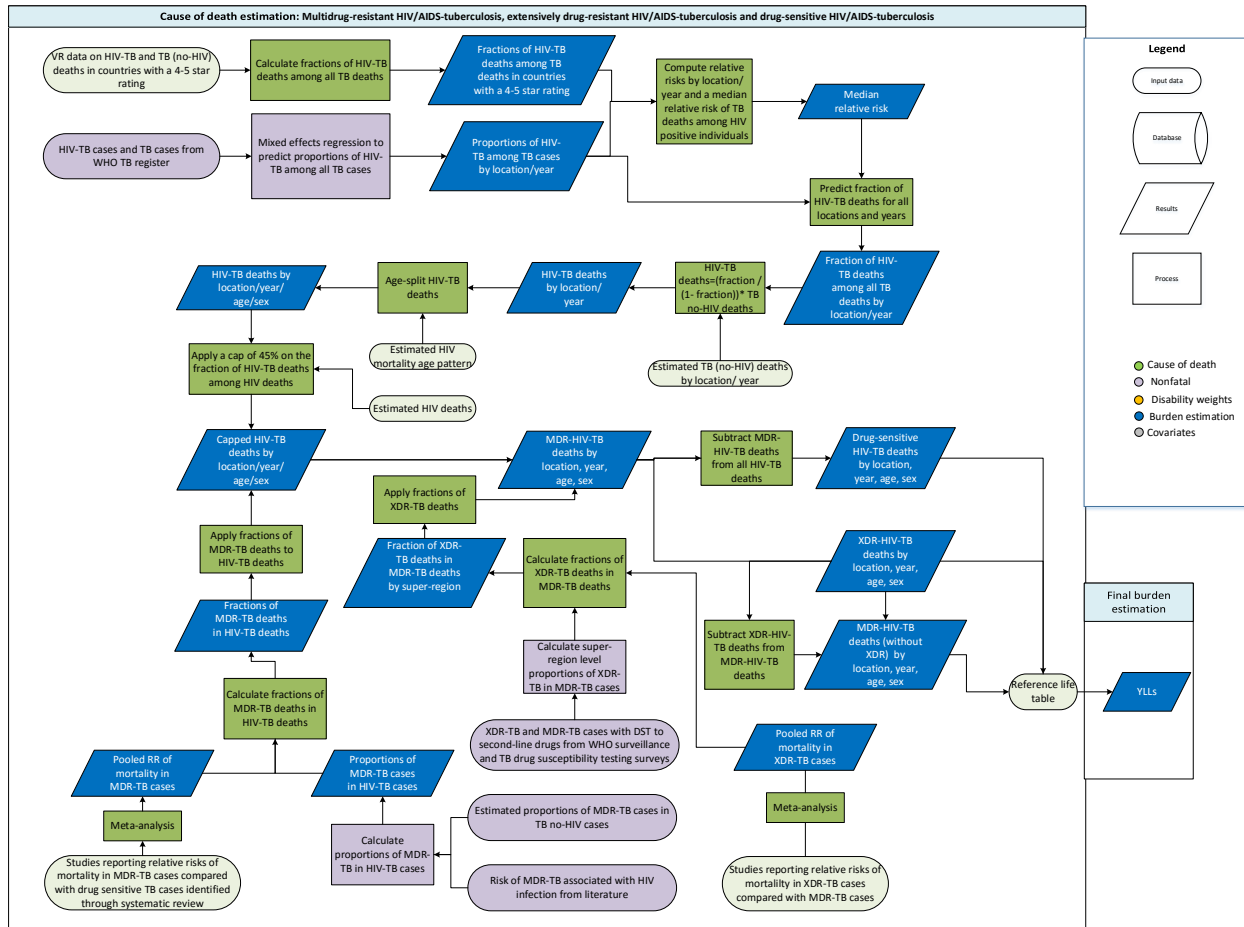 Cause of death estimation: Multidrug-resistant HIV/AIDS-tuberculosis, extensively drug-resistant HIV/AIDS-tuberculosis and drug-sensitive HIV/AIDS-tuberculosis
VR data on HIV-TB and TB (no-HIV)
deaths in countries with a 4-5 star
rating
Calculate fractions of HIV-TB
deaths among all TB deaths
Fractions of HIV-TB
deaths among TB
deaths in countries
with a 4-5 star rating
Compute relative
risks by location/
year and a median
relative risk of TB
deaths among HIV
positive individuals
Median
relative risk
HIV-TB cases and TB cases from
WHO TB register
Mixed effects regression to
predict proportions of HIV-
TB among all TB cases
Proportions of HIV-
TB among TB cases
by location/year
Predict fraction of
HIV-TB deaths for all
locations and years
HIV-TB deaths by
location/year/
age/sex
Age-split HIV-TB
deaths
HIV-TB deaths
by location/
year
HIV-TB
deaths=(fraction /
(1- fraction))* TB
no-HIV deaths
Fraction of HIV-
TB deaths
among all TB
deaths by
location/year
Estimated HIV
mortality age pattern
Estimated TB (no-HIV) deaths
by location/ year
Apply a cap of 45% on the
fraction of HIV-TB deaths
among HIV deaths
Estimated HIV deaths
Capped HIV-TB
deaths by
location/year/
age/sex
MDR-HIV-TB
deaths by
location, year,
age, sex
Subtract MDR-
HIV-TB deaths
from all HIV-TB
deaths
Drug-sensitive
HIV-TB deaths
by location,
year, age, sex
Apply fractions of
XDR-TB deaths
Apply fractions of
MDR-TB deaths to
HIV-TB deaths
Fraction of XDR-
TB deaths in
MDR-TB deaths
by super-region
Calculate fractions of
XDR-TB deaths in
MDR-TB deaths
XDR-HIV-TB
deaths by
location, year,
age, sex
Fractions of
MDR-TB deaths
in HIV-TB deaths
Calculate super-
region level
proportions of XDR-
TB in MDR-TB cases
Subtract XDR-HIV-
TB deaths from
MDR-HIV-TB
deaths
MDR-HIV-TB
deaths (without
XDR) by
location, year,
age, sex
Reference life
table
Calculate fractions of
MDR-TB deaths in
HIV-TB deaths
XDR-TB and MDR-TB cases with DST to
second-line drugs from WHO surveillance
and TB drug susceptibility testing surveys
Pooled RR of
mortality in
MDR-TB cases
Proportions of
MDR-TB cases
in HIV-TB cases
Pooled RR of
mortality in
XDR-TB cases
Meta-analysis
Studies reporting relative risks of
mortality in MDR-TB cases compared
with drug sensitive TB cases identified
through systematic review
Calculate
proportions of MDR-
TB in HIV-TB cases
Estimated proportions of MDR-TB cases in
TB no-HIV cases
Risk of MDR-TB associated with HIV
infection from literature
Meta-analysis
Studies reporting relative risks of
mortalilty in XDR-TB cases
compared with MDR-TB cases
Legend
Input data
Database
Results
Process
Cause of death
Nonfatal
Disability weights
Burden estimation
Covariates
Final burden
estimation
YLLs